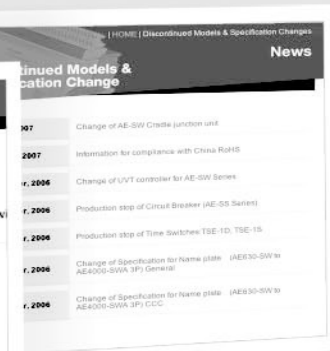 | HOME | Discontinued Models & Specification Changes
News
tinued Models &
cation Change
007 Change of AE-SW Cradle junction unit
2007 Information for compliance with China RoHS
r, 2006 Change of UVT controller for AE-SW Series
r, 2006 Production stop of Circuit Breaker (AE-SS Series)
r, 2006 Production stop of Time Switches TSE-1D, TSE-1S
r, 2006 Change of Specification for Name plate (AE630-SW to
AE4000-SWA 3P) General
r, 2006 Change of Specification for Name plate (AE630-SW to
AE4000-SWA 3P) CCC